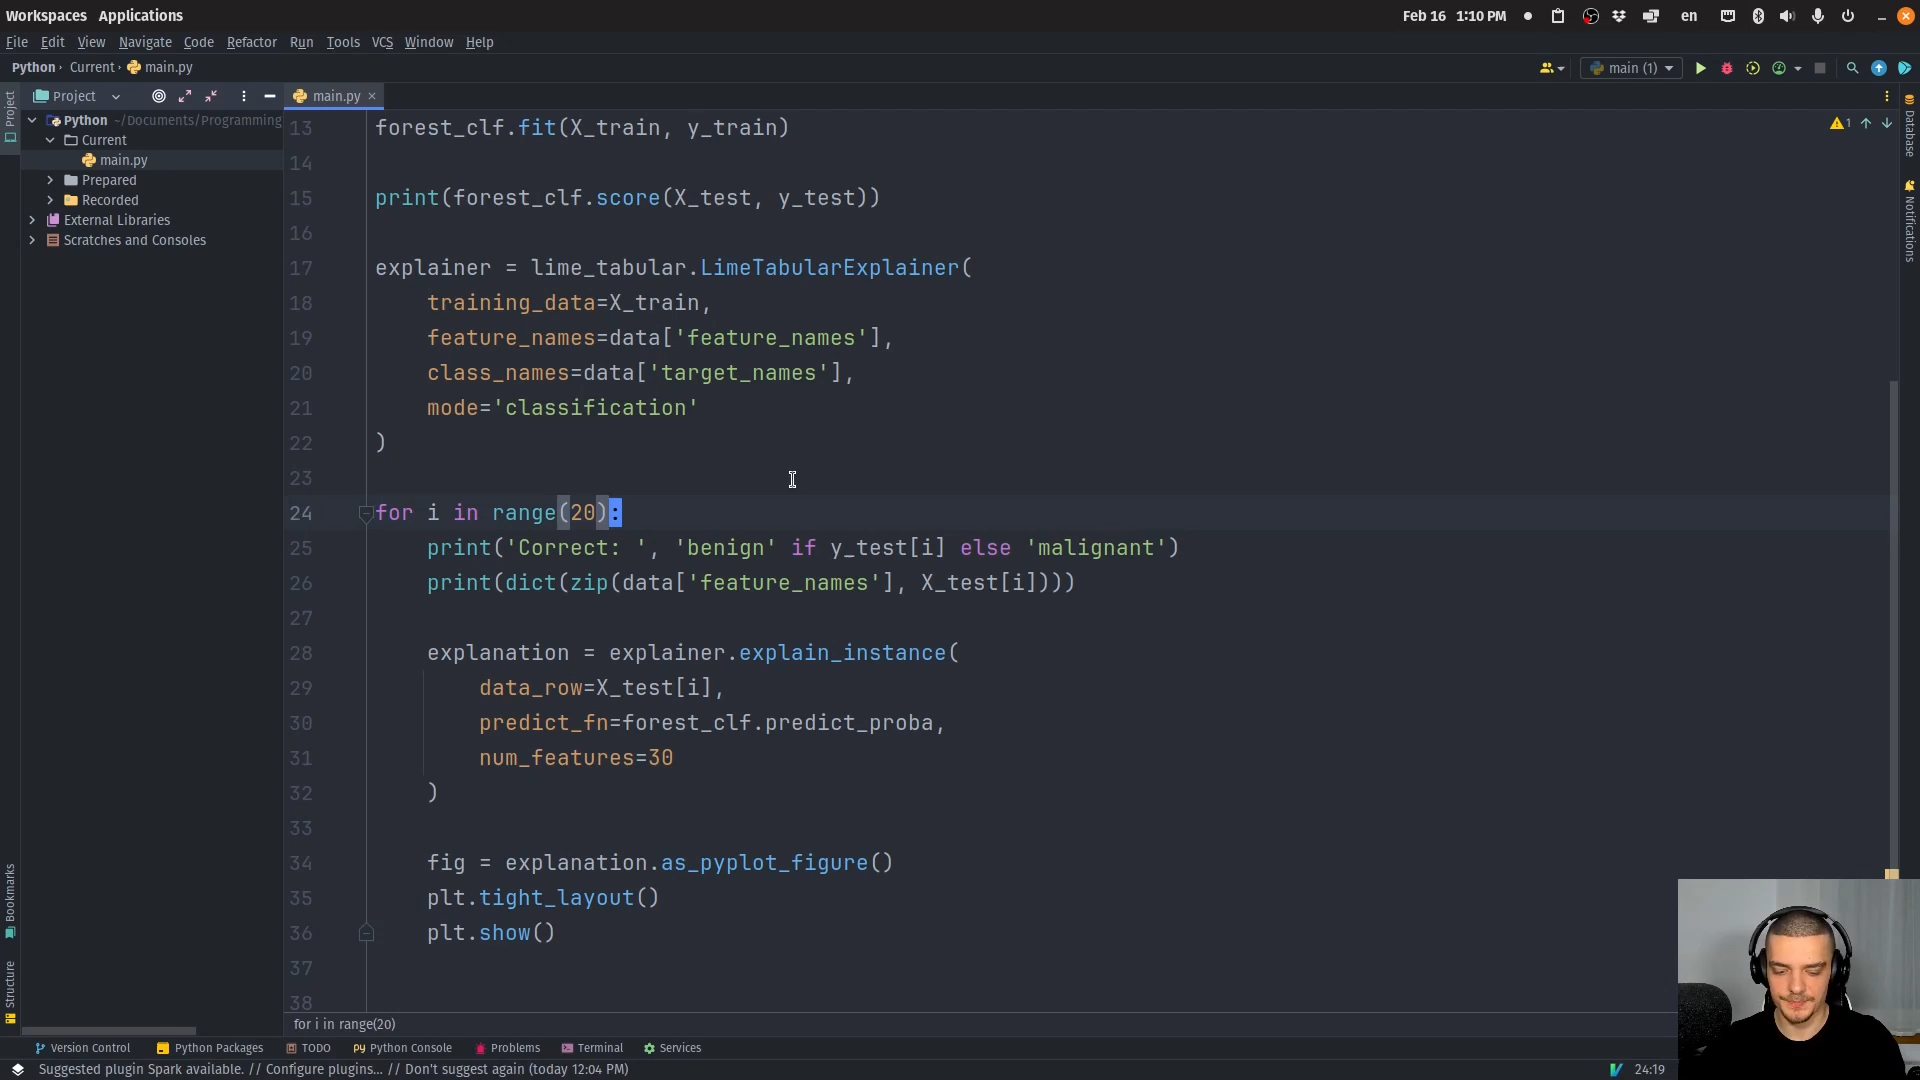 Workspaces Applications
Feb 16 1:10 PM
en
File Edit View Navigate Code Refactor Run Tools VCS Window Help
Python Current main.py
main (1)
Project
main.py
Python ~/Documents/Programming
Current
main.py
Prepared
Recorded
External Libraries
Scratches and Consoles
Project
Bookmarks
Structure
13 forest_clf.fit(X_train, y_train)
14
15 print(forest_clf.score(X_test, y_test))
16
17 explainer = lime_tabular.LimeTabularExplainer(
18 training_data=X_train,
19 feature_names=data['feature_names'],
20 class_names=data['target_names'],
21 mode='classification'
22 )
23
24 for i in range(20):
25 print('Correct: ', 'benign' if y_test[i] else 'malignant')
26 print(dict(zip(data['feature_names'], X_test[i])))
27
28 explanation = explainer.explain_instance(
29 data_row=X_test[i],
30 predict_fn=forest_clf.predict_proba,
31 num_features=30
32 )
33
34 fig = explanation.as_pyplot_figure()
35 plt.tight_layout()
36 plt.show()
37
38
1
Database
Notifications
for i in range(20)
Version Control Python Packages TODO Python Console Problems Terminal Services
Suggested plugin Spark available. // Configure plugins... // Don't suggest again (today 12:04 PM)
24:19